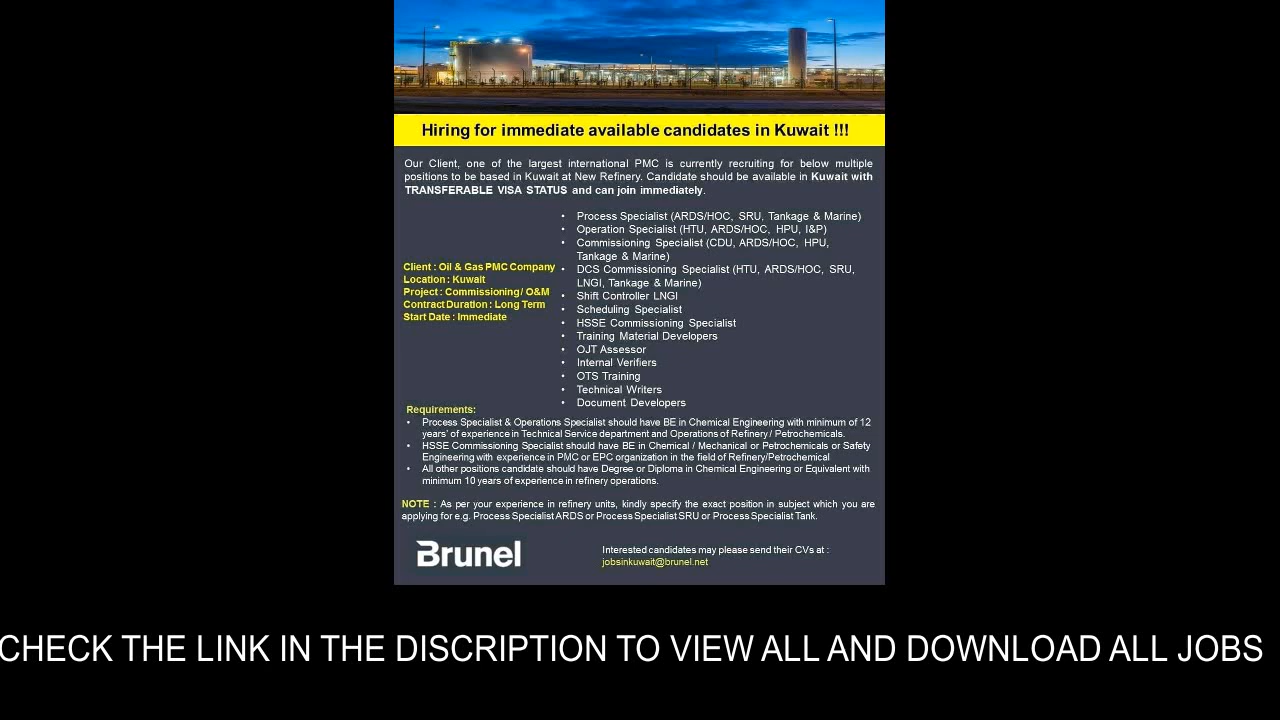 Hiring for immediate available candidates in Kuwait !!!
Our Client, one of the largest international PMC is currently recruiting for below multiple
positions to be based in Kuwait at New Refinery. Candidate should be available in Kuwait with
TRANSFERABLE VISA STATUS and can join immediately.
Client : Oil & Gas PMC Company
Location : Kuwait
Project : Commissioning / O&M
Contract Duration : Long Term
Start Date : Immediate
• Process Specialist (ARDS/HOC, SRU, Tankage & Marine)
• Operation Specialist (HTU, ARDS/HOC, HPU, I&P)
• Commissioning Specialist (CDU, ARDS/HOC, HPU,
Tankage & Marine)
• DCS Commissioning Specialist (HTU, ARDS/HOC, SRU,
LNGI, Tankage & Marine)
• Shift Controller LNGI
• Scheduling Specialist
• HSSE Commissioning Specialist
• Training Material Developers
• OJT Assessor
• Internal Verifiers
• OTS Training
• Technical Writers
• Document Developers
Requirements:
• Process Specialist & Operations Specialist should have BE in Chemical Engineering with minimum of 12
years' of experience in Technical Service department and Operations of Refinery / Petrochemicals.
• HSSE Commissioning Specialist should have BE in Chemical / Mechanical or Petrochemicals or Safety
Engineering with experience in PMC or EPC organization in the field of Refinery/Petrochemical
• All other positions candidate should have Degree or Diploma in Chemical Engineering or Equivalent with
minimum 10 years of experience in refinery operations.
NOTE : As per your experience in refinery units, kindly specify the exact position in subject which you are
applying for e.g. Process Specialist ARDS or Process Specialist SRU or Process Specialist Tank.
Brunel
Interested candidates may please send their CVs at :
jobsinkuwait@brunel.net
CHECK THE LINK IN THE DISCRIPTION TO VIEW ALL AND DOWNLOAD ALL JOBS